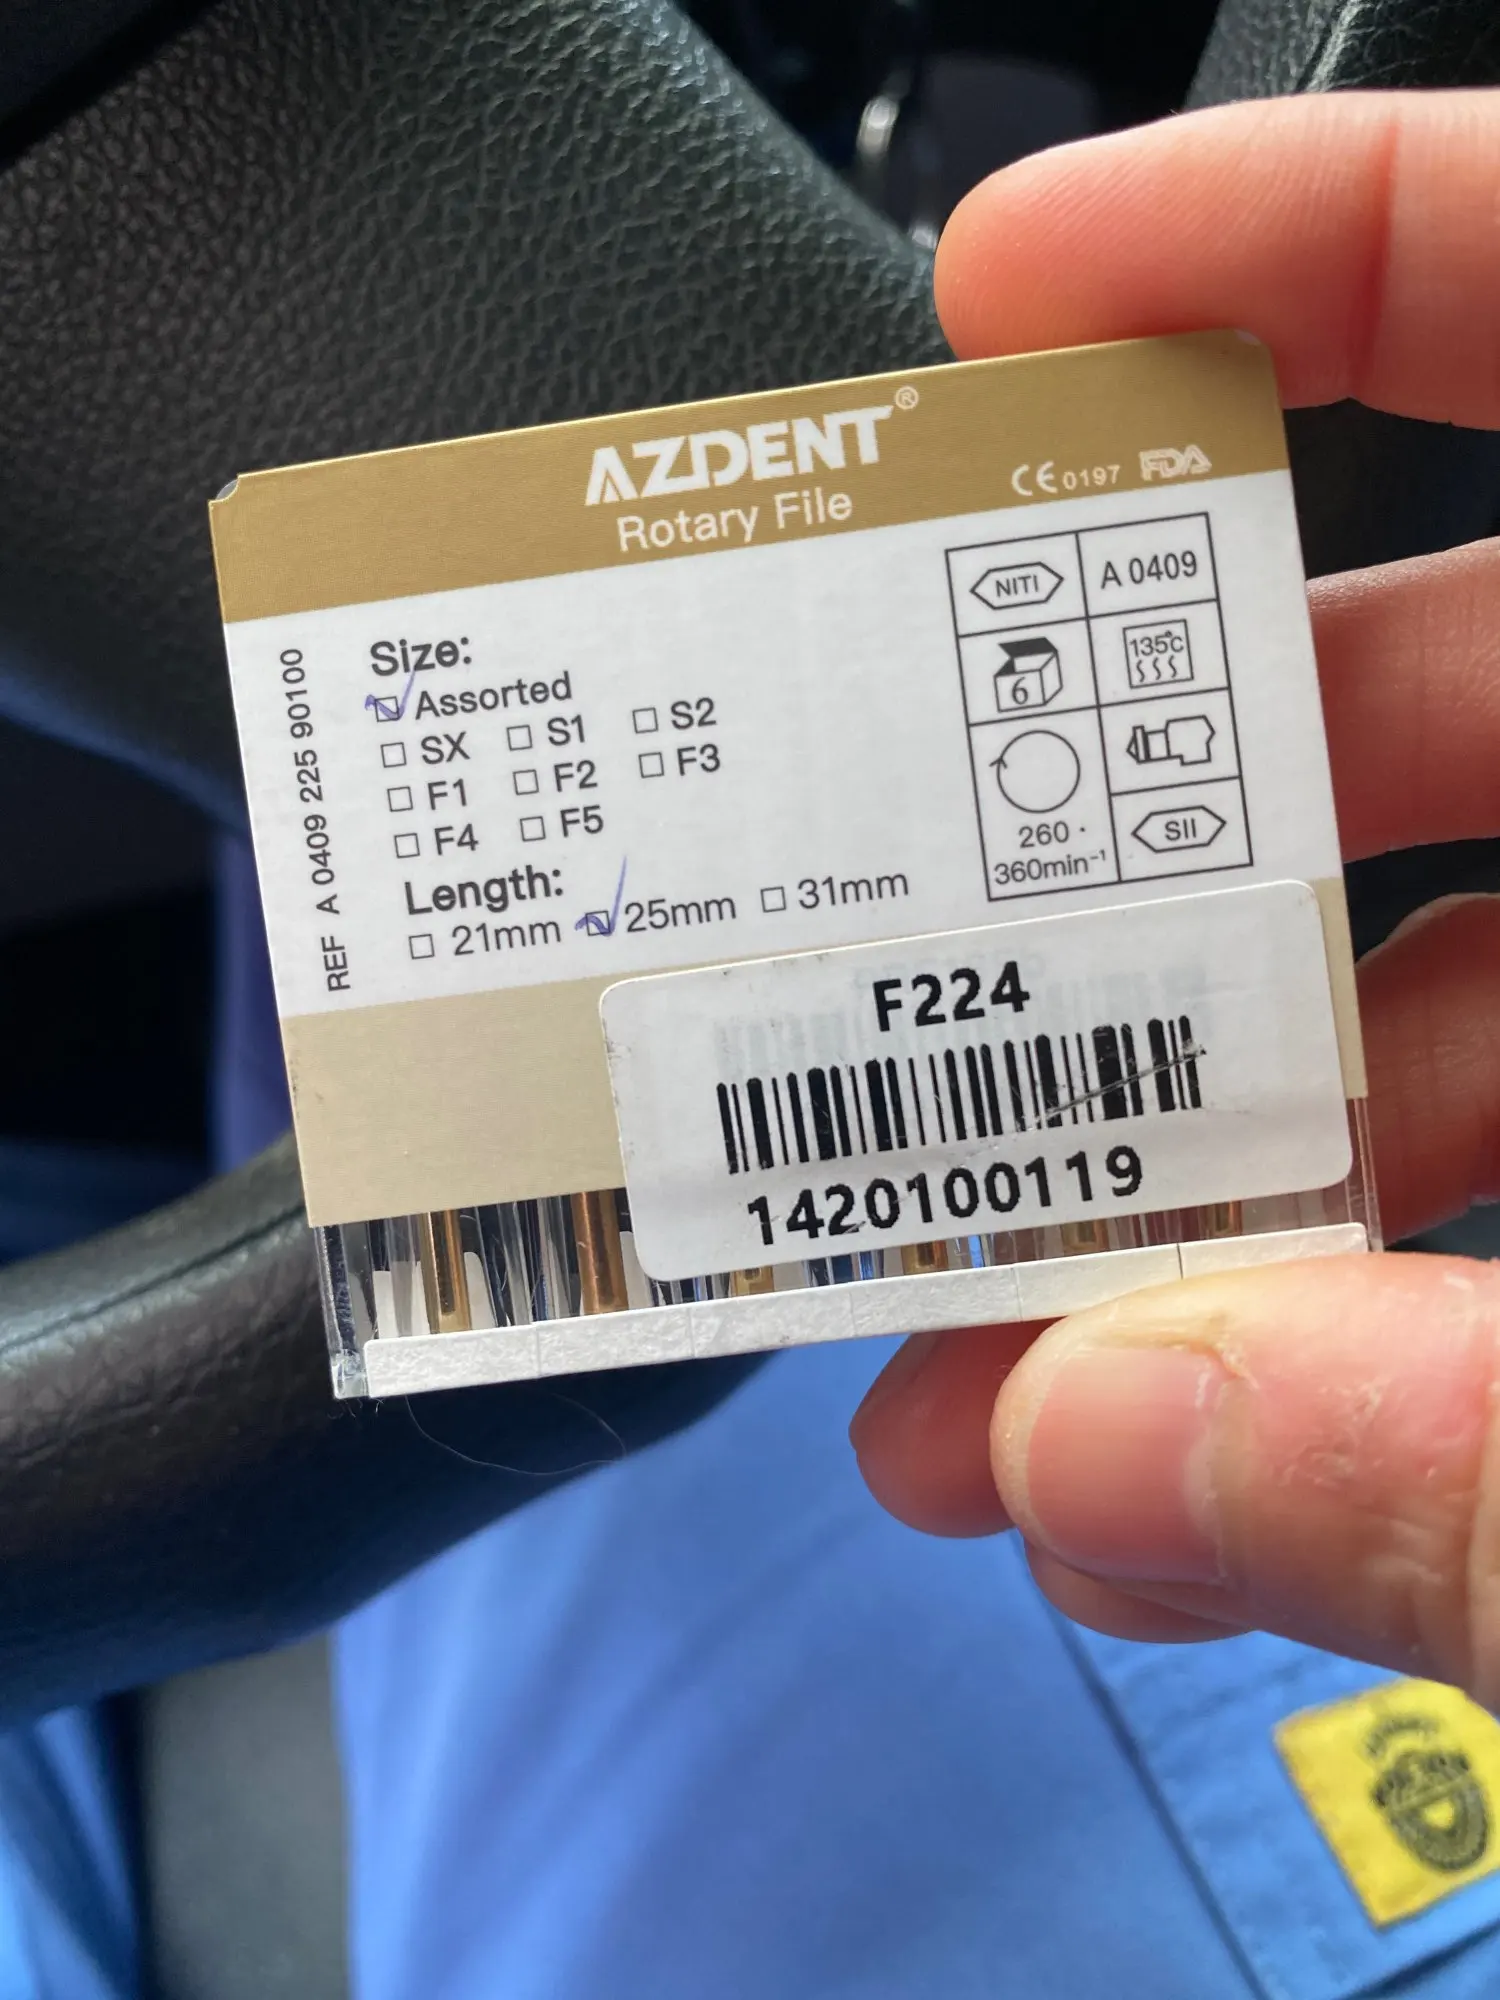 AZDENT®
Rotary File
CE 0197 FDA
REF A 0409 225 90100
Size:
Assorted
SX S1 S2
F1 F2 F3
F4 F5
Length:
21mm 25mm 31mm
NITI A 0409
6 135°C
260 ·
360min⁻¹
SII
F224
1420100119